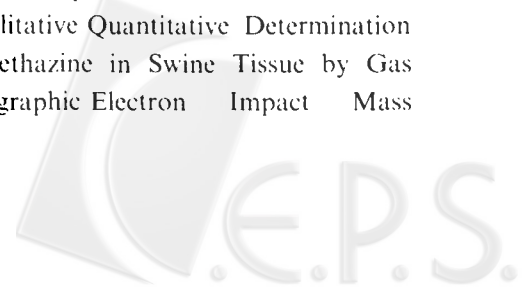 litative Quantitative Determination
ethazine in Swine Tissue by Gas
graphic Electron Impact Mass
C.E.P.S.